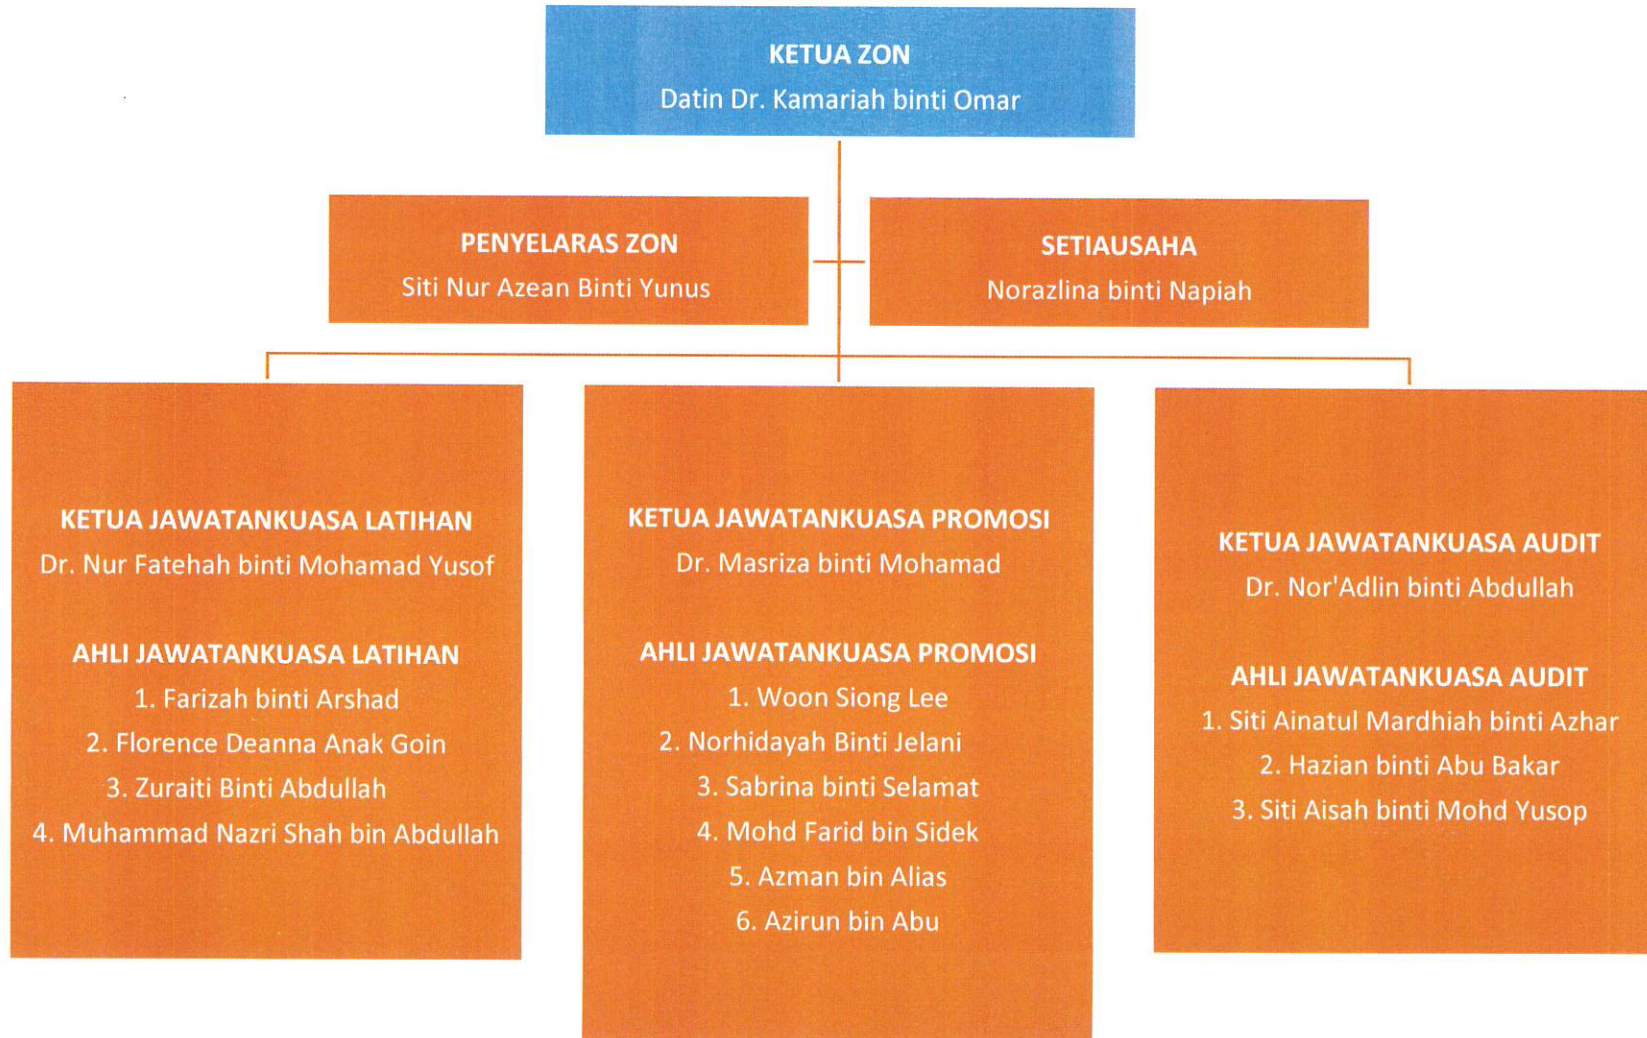 KETUA ZON
Datin Dr. Kamariah binti Omar
PENYELARAS ZON
Siti Nur Azean Binti Yunus
SETIAUSAHA
Norazlina binti Napiah
KETUA JAWATANKUASA LATIHAN
Dr. Nur Fatehah binti Mohamad Yusof
AHLI JAWATANKUASA LATIHAN
1. Farizah binti Arshad
2. Florence Deanna Anak Goin
3. Zuraiti Binti Abdullah
4. Muhammad Nazri Shah bin Abdullah
KETUA JAWATANKUASA PROMOSI
Dr. Masriza binti Mohamad
AHLI JAWATANKUASA PROMOSI
1. Woon Siong Lee
2. Norhidayah Binti Jelani
3. Sabrina binti Selamat
4. Mohd Farid bin Sidek
5. Azman bin Alias
6. Azirun bin Abu
KETUA JAWATANKUASA AUDIT
Dr. Nor'Adlin binti Abdullah
AHLI JAWATANKUASA AUDIT
1. Siti Ainatul Mardhiah binti Azhar
2. Hazian binti Abu Bakar
3. Siti Aisah binti Mohd Yusop